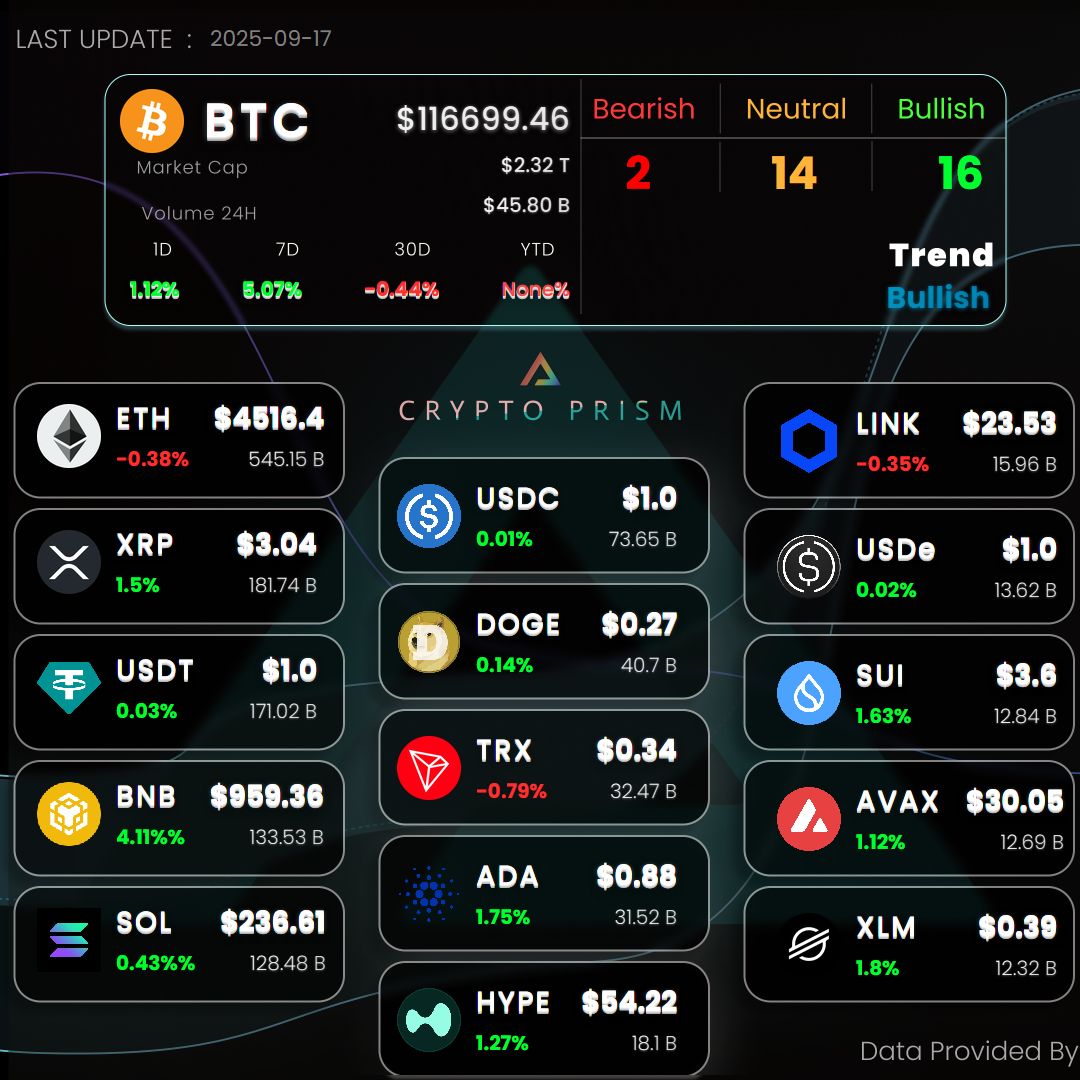 LAST UPDATE : 2025-09-17
BTC $116699.46
Market Cap $2.32 T
Volume 24H $45.80 B
1D 7D 30D YTD
1.12% 5.07% -0.44% None%
Bearish Neutral Bullish
2 14 16
Trend
Bullish
CRYPTO PRISM
ETH $4516.4
-0.38% 545.15 B
XRP $3.04
1.5% 181.74 B
USDT $1.0
0.03% 171.02 B
BNB $959.36
4.11%% 133.53 B
SOL $236.61
0.43%% 128.48 B
USDC $1.0
0.01% 73.65 B
DOGE $0.27
0.14% 40.7 B
TRX $0.34
-0.79% 32.47 B
ADA $0.88
1.75% 31.52 B
HYPE $54.22
1.27% 18.1 B
LINK $23.53
-0.35% 15.96 B
USDe $1.0
0.02% 13.62 B
SUI $3.6
1.63% 12.84 B
AVAX $30.05
1.12% 12.69 B
XLM $0.39
1.8% 12.32 B
Data Provided By